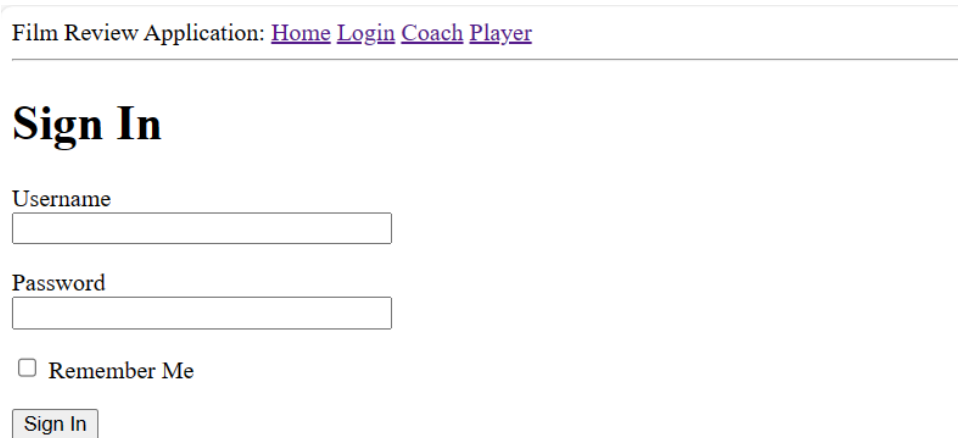 Film Review Application: Home Login Coach Player
Sign In
Username
Password
Remember Me
Sign In